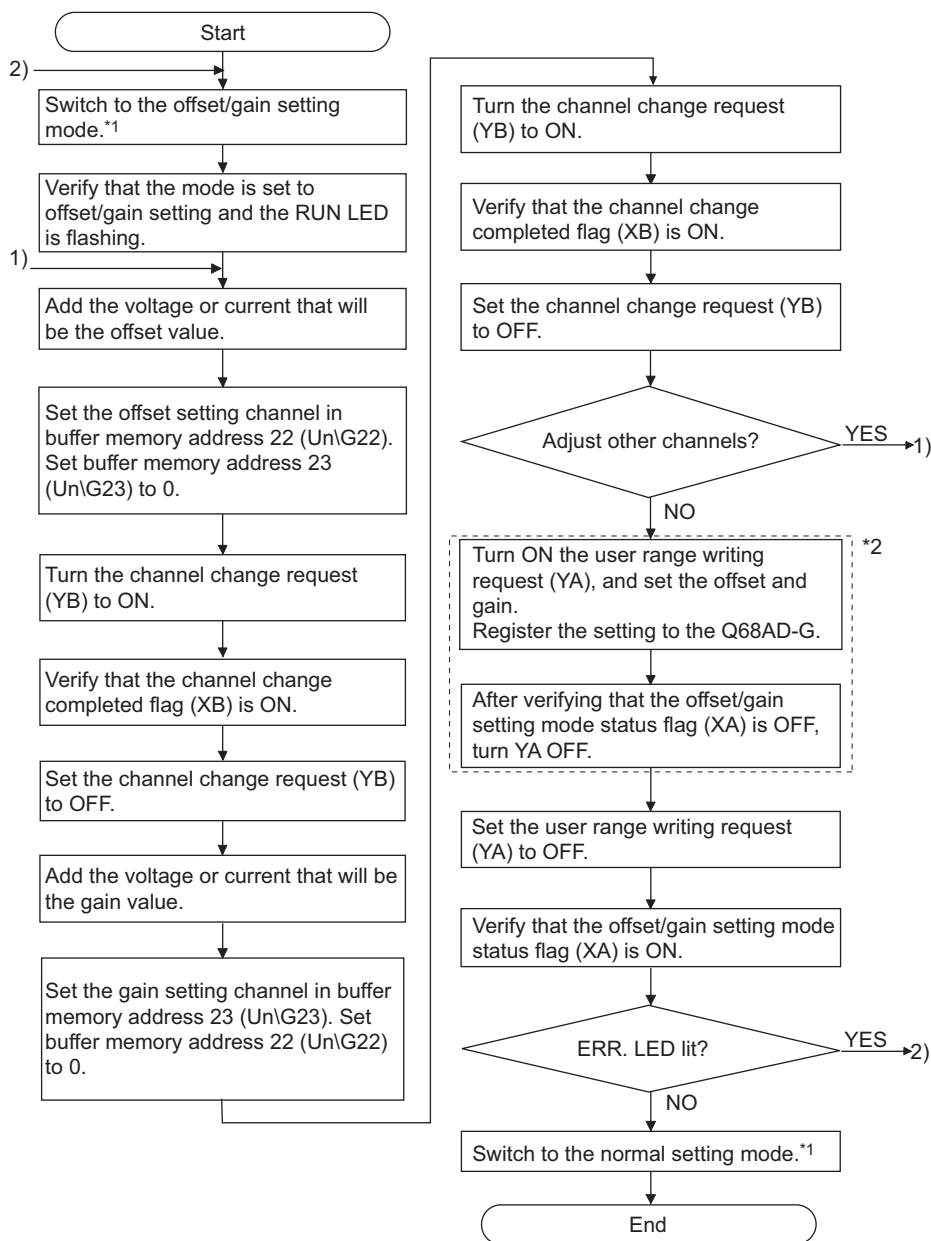 Start
2)
Switch to the offset/gain setting
mode.*1
Verify that the mode is set to
offset/gain setting and the RUN LED
is flashing.
1)
Add the voltage or current that will
be the offset value.
Set the offset setting channel in
buffer memory address 22 (Un\G22).
Set buffer memory address 23
(Un\G23) to 0.
Turn the channel change request
(YB) to ON.
Verify that the channel change
completed flag (XB) is ON.
Set the channel change request (YB)
to OFF.
Add the voltage or current that will be
the gain value.
Set the gain setting channel in buffer
memory address 23 (Un\G23). Set
buffer memory address 22 (Un\G22)
to 0.
Turn the channel change request
(YB) to ON.
Verify that the channel change
completed flag (XB) is ON.
Set the channel change request (YB)
to OFF.
Adjust other channels?
YES
1)
NO
*2
Turn ON the user range writing
request (YA), and set the offset and
gain.
Register the setting to the Q68AD-G.
After verifying that the offset/gain
setting mode status flag (XA) is OFF,
turn YA OFF.
Set the user range writing request
(YA) to OFF.
Verify that the offset/gain setting mode
status flag (XA) is ON.
ERR. LED lit?
YES
2)
NO
Switch to the normal setting mode.*1
End